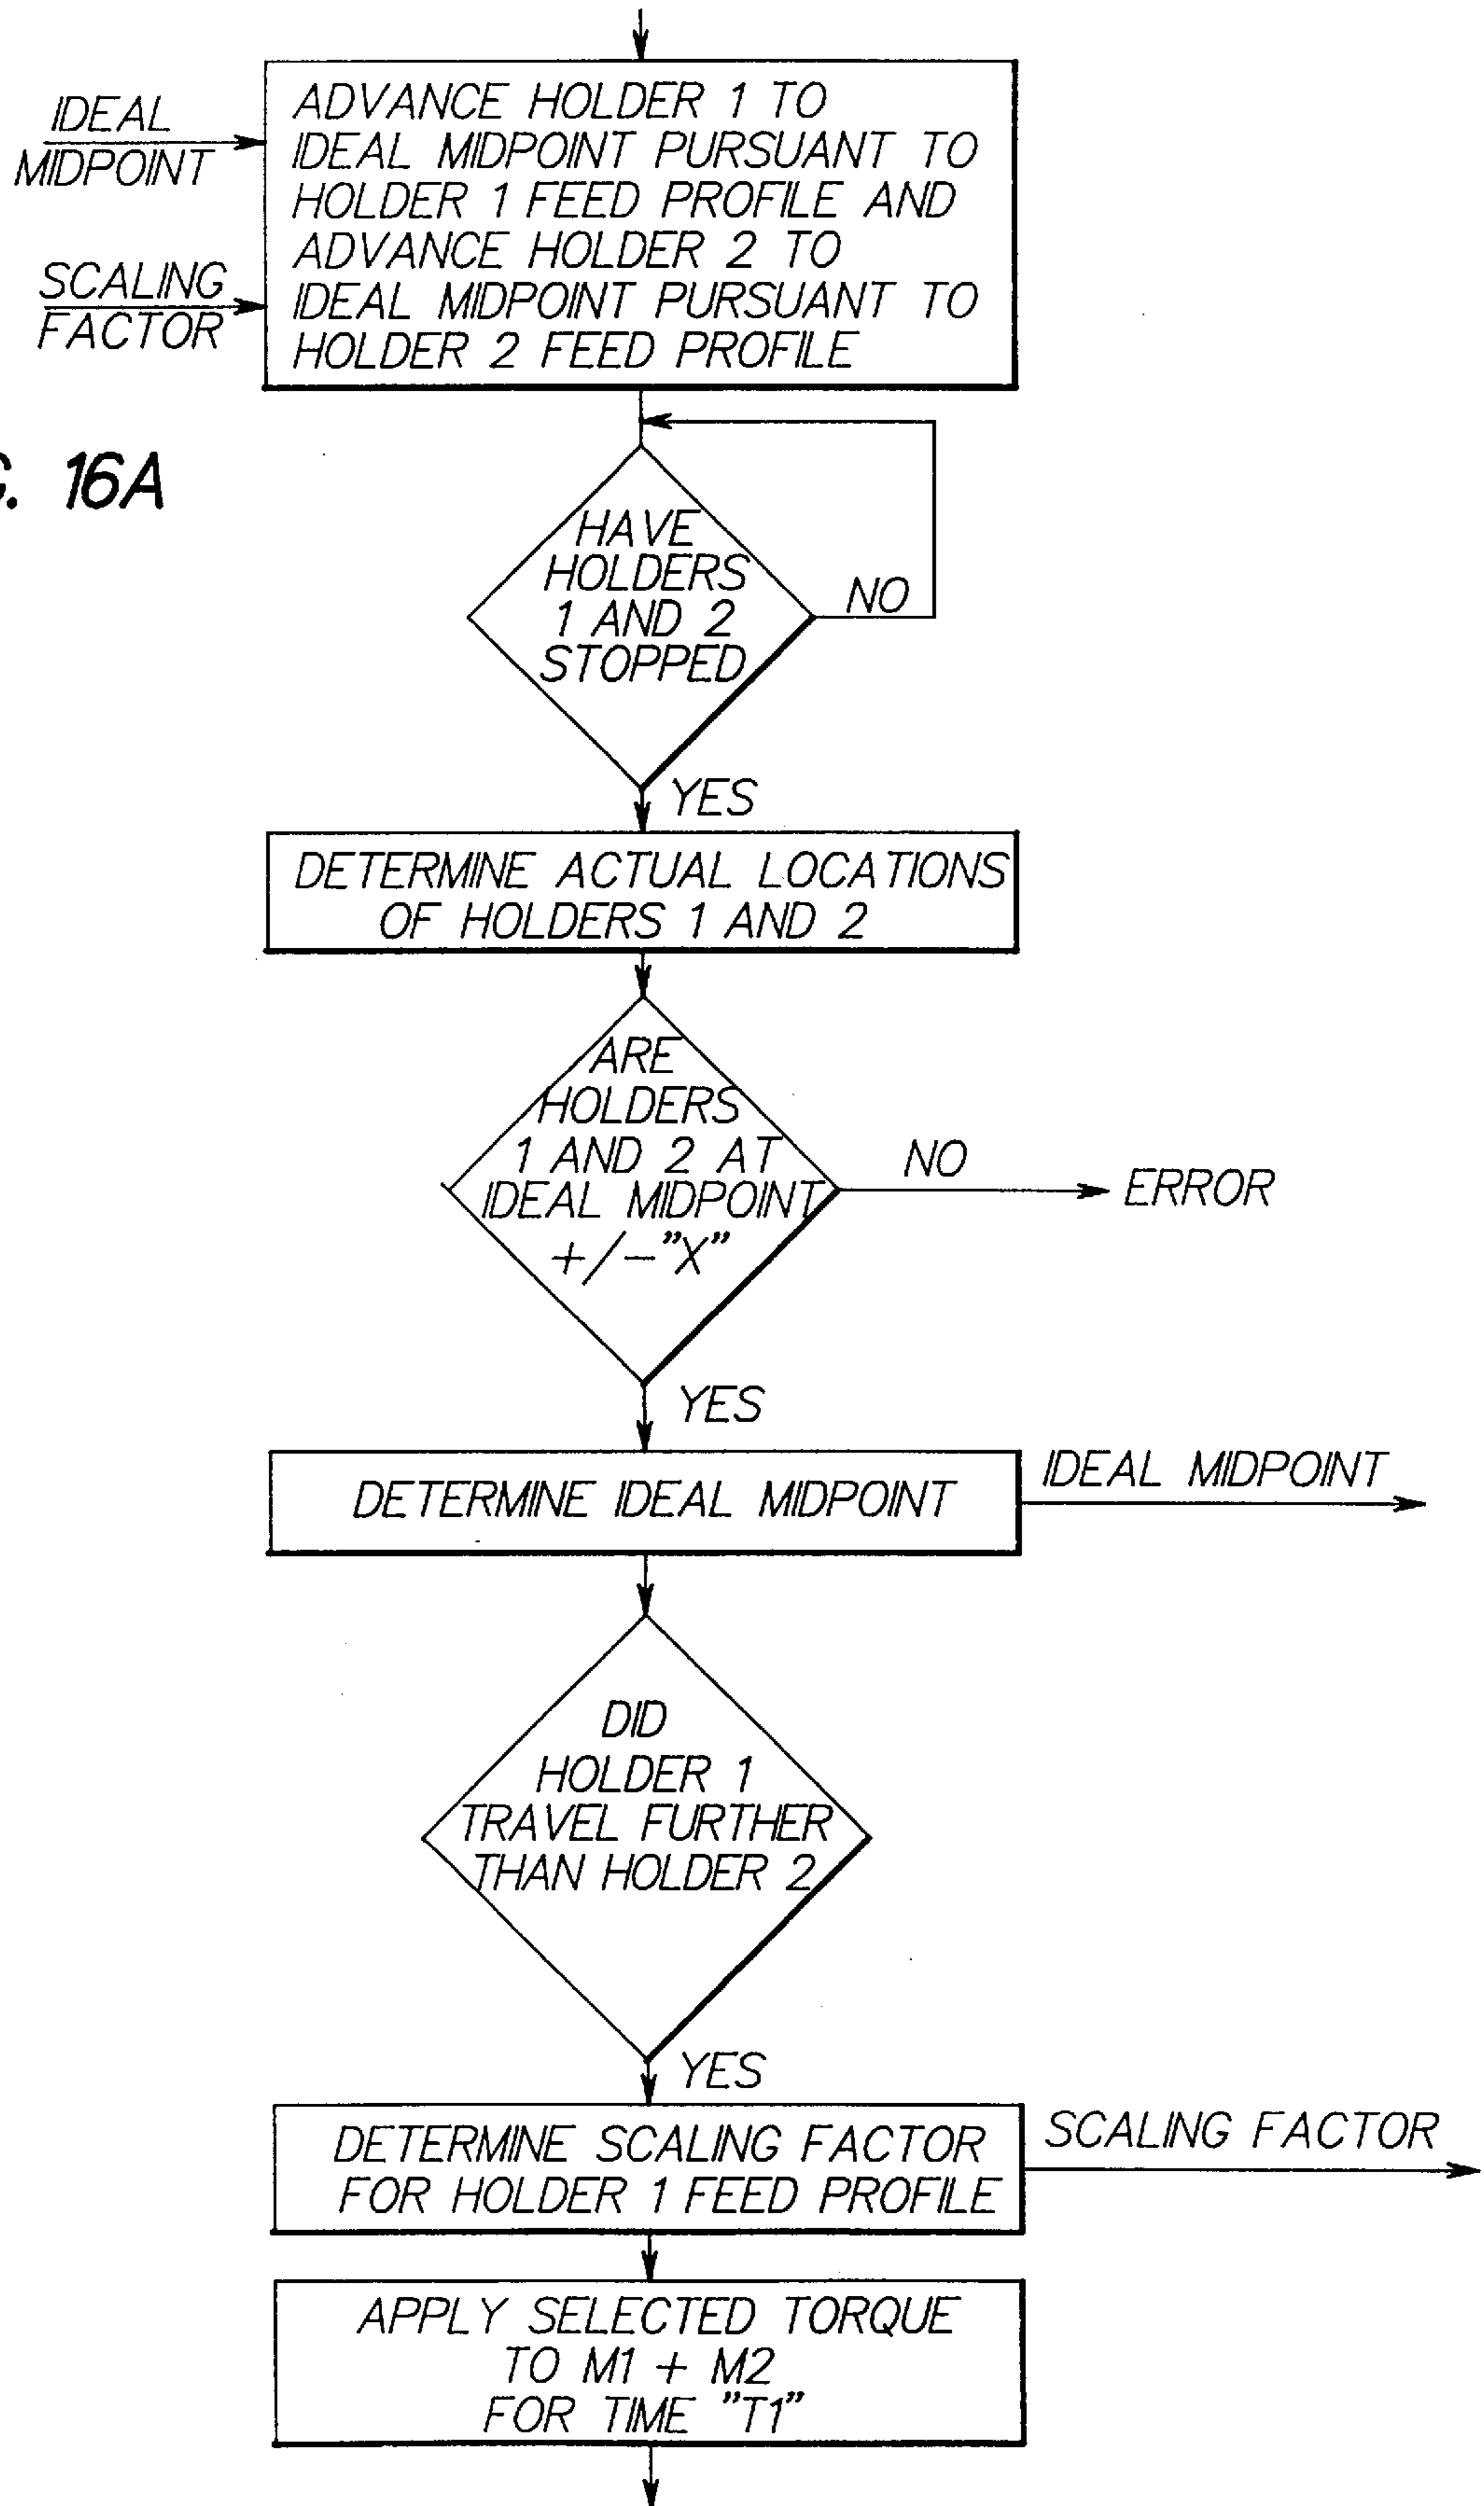 IDEAL
MIDPOINT
SCALING
FACTOR
ADVANCE HOLDER 1 TO
IDEAL MIDPOINT PURSUANT TO
HOLDER 1 FEED PROFILE AND
ADVANCE HOLDER 2 TO
IDEAL MIDPOINT PURSUANT TO
HOLDER 2 FEED PROFILE
16A
HAVE
HOLDERS
1 AND 2
STOPPED
NO
YES
DETERMINE ACTUAL LOCATIONS
OF HOLDERS 1 AND 2
ARE
HOLDERS
1 AND 2 AT
IDEAL MIDPOINT
+/-"X"
NO
ERROR
YES
DETERMINE IDEAL MIDPOINT
IDEAL MIDPOINT
DID
HOLDER 1
TRAVEL FURTHER
THAN HOLDER 2
YES
DETERMINE SCALING FACTOR
FOR HOLDER 1 FEED PROFILE
SCALING FACTOR
APPLY SELECTED TORQUE
TO M1 + M2
FOR TIME "T1"